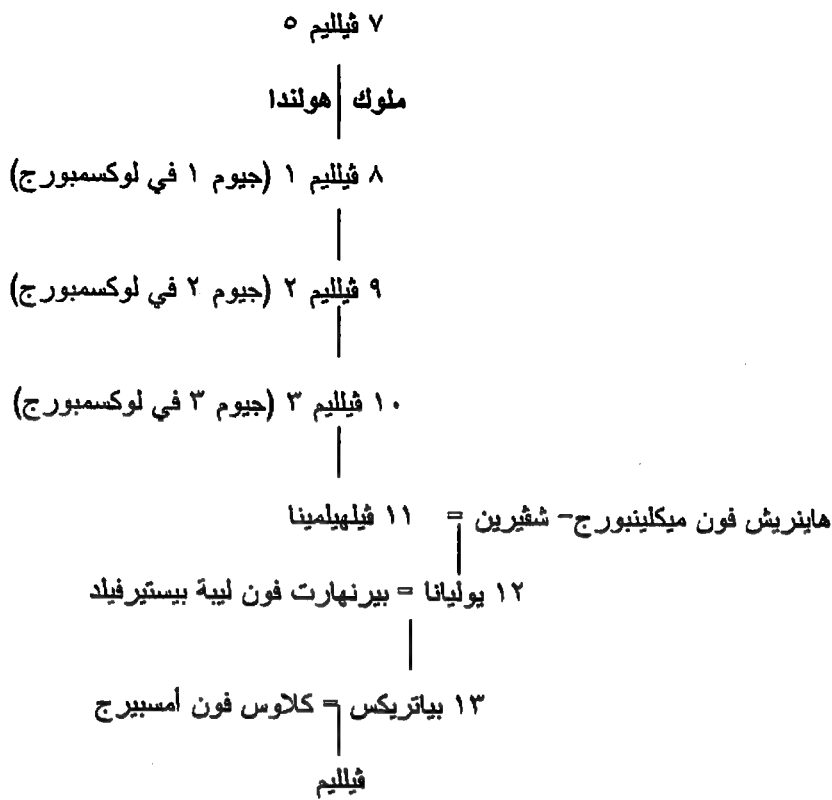 ٧ ڤيلليم ٥
ملوك هولندا
٨ ڤيلليم ١ (جيوم ١ في لوكسمبورج)
٩ ڤيلليم ٢ (جيوم ٢ في لوكسمبورج)
١٠ ڤيلليم ٣ (جيوم ٣ في لوكسمبورج)
هاينريش فون ميكلينبورج- شڤيرين = ١١ ڤيلهيلمينا
١٢ يوليانا = بيرنهارت فون ليبة بيستيرفيلد
١٣ بياتريكس = كلاوس فون أمسبيرج
ڤيلليم